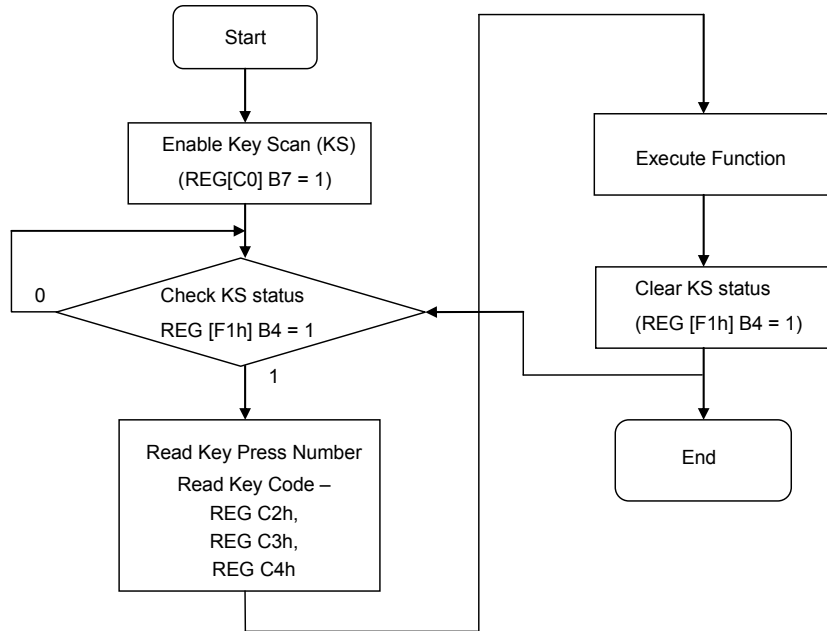 Start
Enable Key Scan (KS)
(REG[C0] B7 = 1)
0
Check KS status
REG [F1h] B4 = 1
1
Read Key Press Number
Read Key Code –
REG C2h,
REG C3h,
REG C4h
Execute Function
Clear KS status
(REG [F1h] B4 = 1)
End